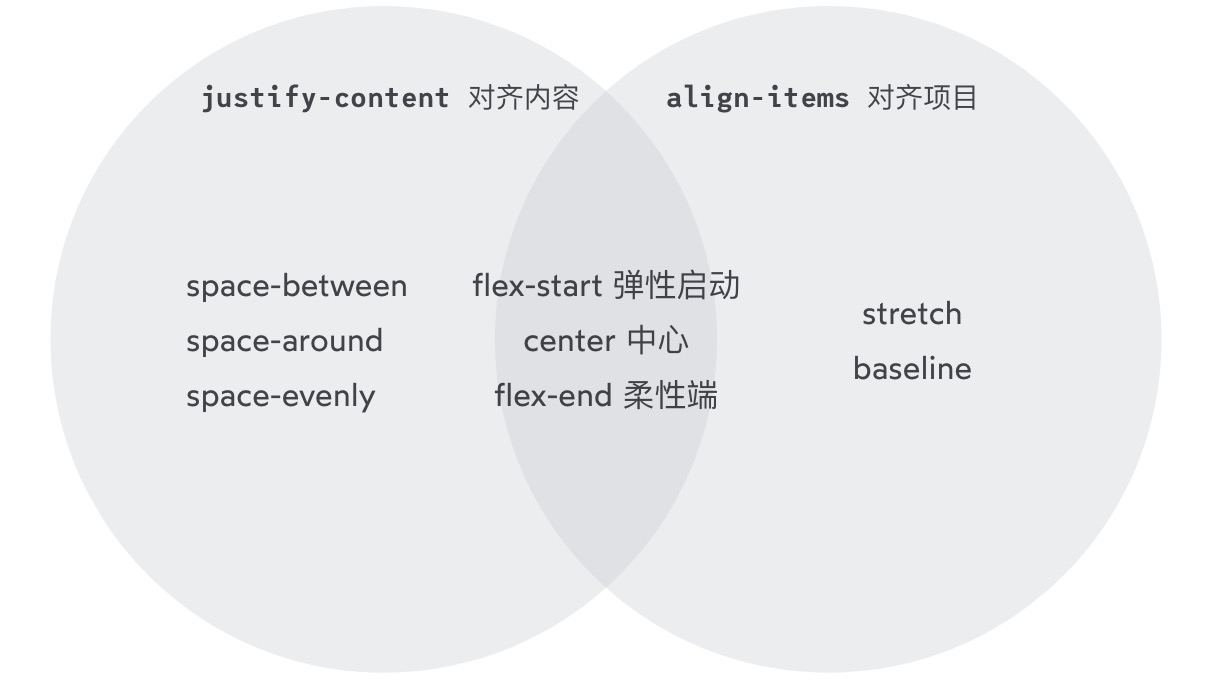 justify-content 对齐内容
align-items 对齐项目
space-between
space-around
space-evenly
flex-start 弹性启动
center 中心
flex-end 柔性端
stretch
baseline